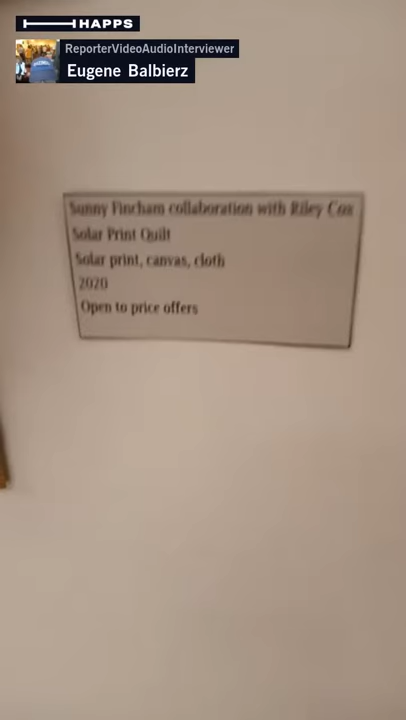 HAPPS
ReporterVideoAudioInterviewer
Eugene Balbierz
Sunny Fincham collaboration with Riley Cox
Solar Print Quilt
Solar print, canvas, cloth
2020
Open to price offers